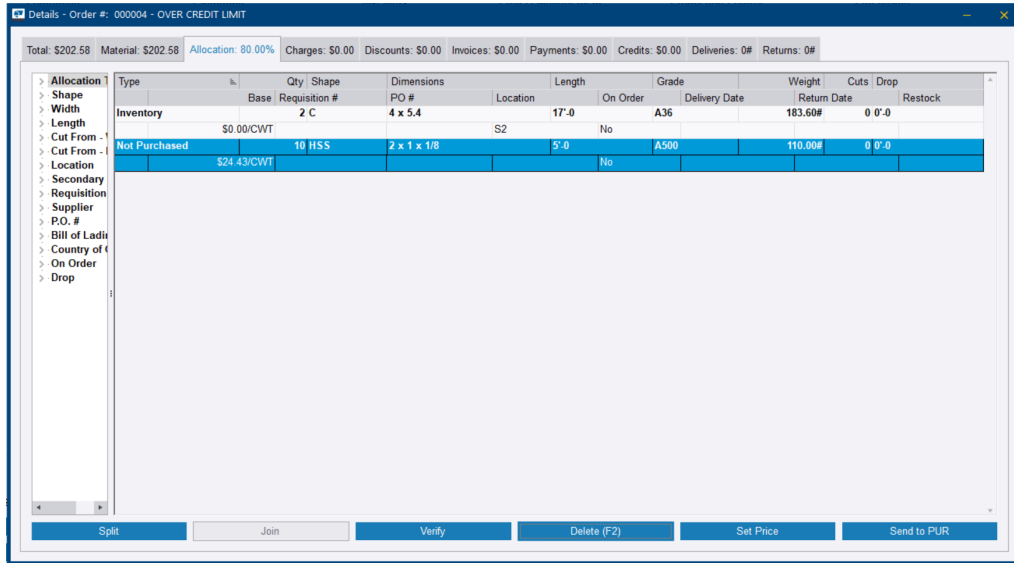 Details - Order #: 000004 - OVER CREDIT LIMIT
Total: $202.58 Material: $202.58 Allocation: 80.00% Charges: $0.00 Discounts: $0.00 Invoices: $0.00 Payments: $0.00 Credits: $0.00 Deliveries: 0# Returns: 0#
Allocation T
Shape
Width
Length
Cut From -
Cut From -
Location
Secondary
Requisition
Supplier
P.O. #
Bill of Ladin
Country of
On Order
Drop
Type Qty Shape Dimensions Length Grade Weight Cuts Drop
Base Requisition # PO # Location On Order Delivery Date Return Date Restock
Inventory 2 C 4 x 5.4 17'-0 A36 183.60# 0 0'-0
$0.00/CWT S2 No
Not Purchased 10 HSS 2 x 1 x 1/8 5'-0 A500 110.00# 0 0'-0
$24.43/CWT No
Split Join Verify Delete (F2) Set Price Send to PUR